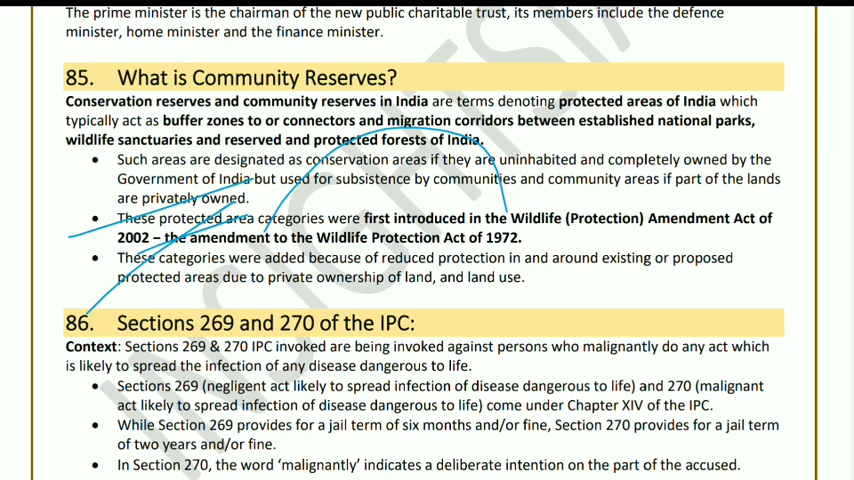 The prime minister is the chairman of the new public charitable trust, its members include the defence
minister, home minister and the finance minister.
85. What is Community Reserves?
Conservation reserves and community reserves in India are terms denoting protected areas of India which
typically act as buffer zones to or connectors and migration corridors between established national parks,
wildlife sanctuaries and reserved and protected forests of India.
• Such areas are designated as conservation areas if they are uninhabited and completely owned by the
Government of India but used for subsistence by communities and community areas if part of the lands
are privately owned.
• These protected area categories were first introduced in the Wildlife (Protection) Amendment Act of
2002 – the amendment to the Wildlife Protection Act of 1972.
• These categories were added because of reduced protection in and around existing or proposed
protected areas due to private ownership of land, and land use.
86. Sections 269 and 270 of the IPC:
Context: Sections 269 & 270 IPC invoked are being invoked against persons who malignantly do any act which
is likely to spread the infection of any disease dangerous to life.
• Sections 269 (negligent act likely to spread infection of disease dangerous to life) and 270 (malignant
act likely to spread infection of disease dangerous to life) come under Chapter XIV of the IPC.
• While Section 269 provides for a jail term of six months and/or fine, Section 270 provides for a jail term
of two years and/or fine.
• In Section 270, the word ‘malignantly’ indicates a deliberate intention on the part of the accused.
INSIGHTSIA